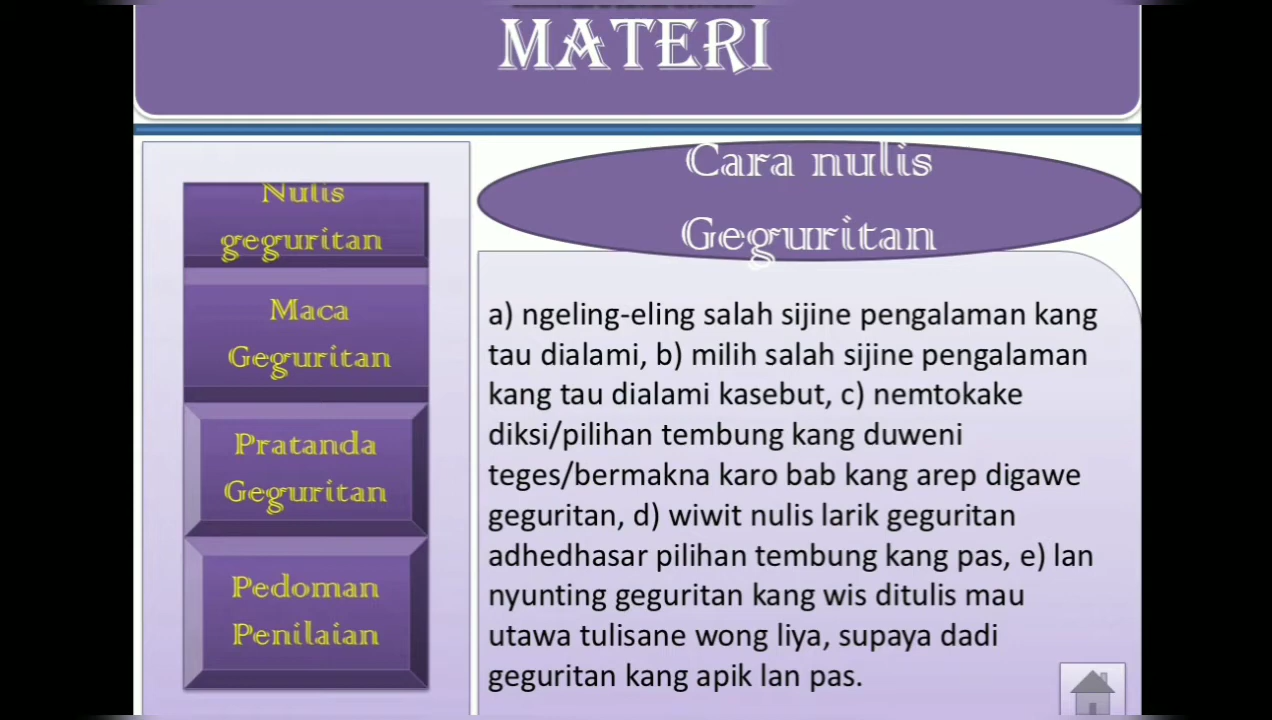 MATERI
Nulis
geguritan
Maca
Geguritan
Pratanda
Geguritan
Pedoman
Penilaian
Cara nulis
Geguritan
a) ngeling-eling salah sijine pengalaman kang
tau dialami, b) milih salah sijine pengalaman
kang tau dialami kasebut, c) nemtokake
diksi/pilihan tembung kang duweni
teges/bermakna karo bab kang arep digawe
geguritan, d) wiwit nulis larik geguritan
adhedhasar pilihan tembung kang pas, e) lan
nyunting geguritan kang wis ditulis mau
utawa tulisane wong liya, supaya dadi
geguritan kang apik lan pas.